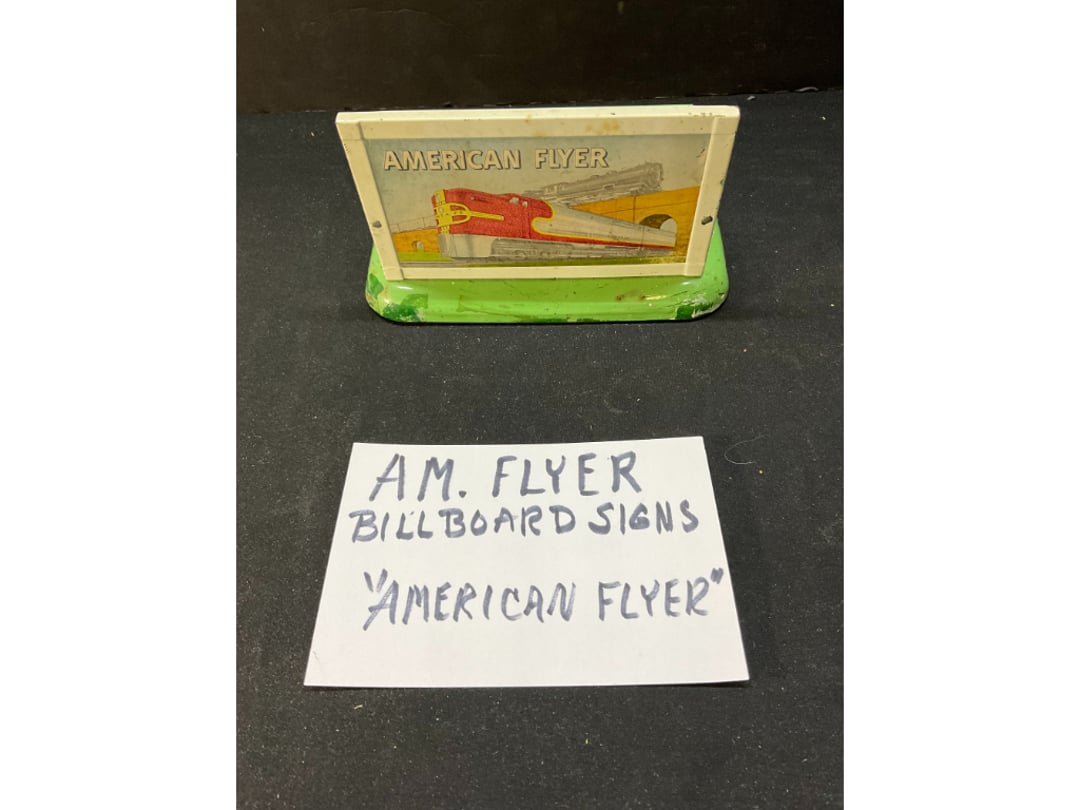 AMERICAN FLYER
AM. FLYER
BILLBOARD SIGNS
"AMERICAN FLYER"